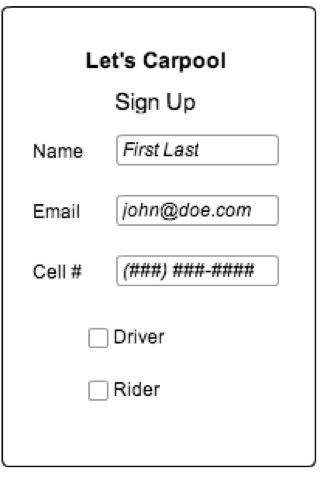 Let's Carpool
Sign Up
Name First Last
Email john@doe.com
Cell # (###) ###-####
Driver
Rider